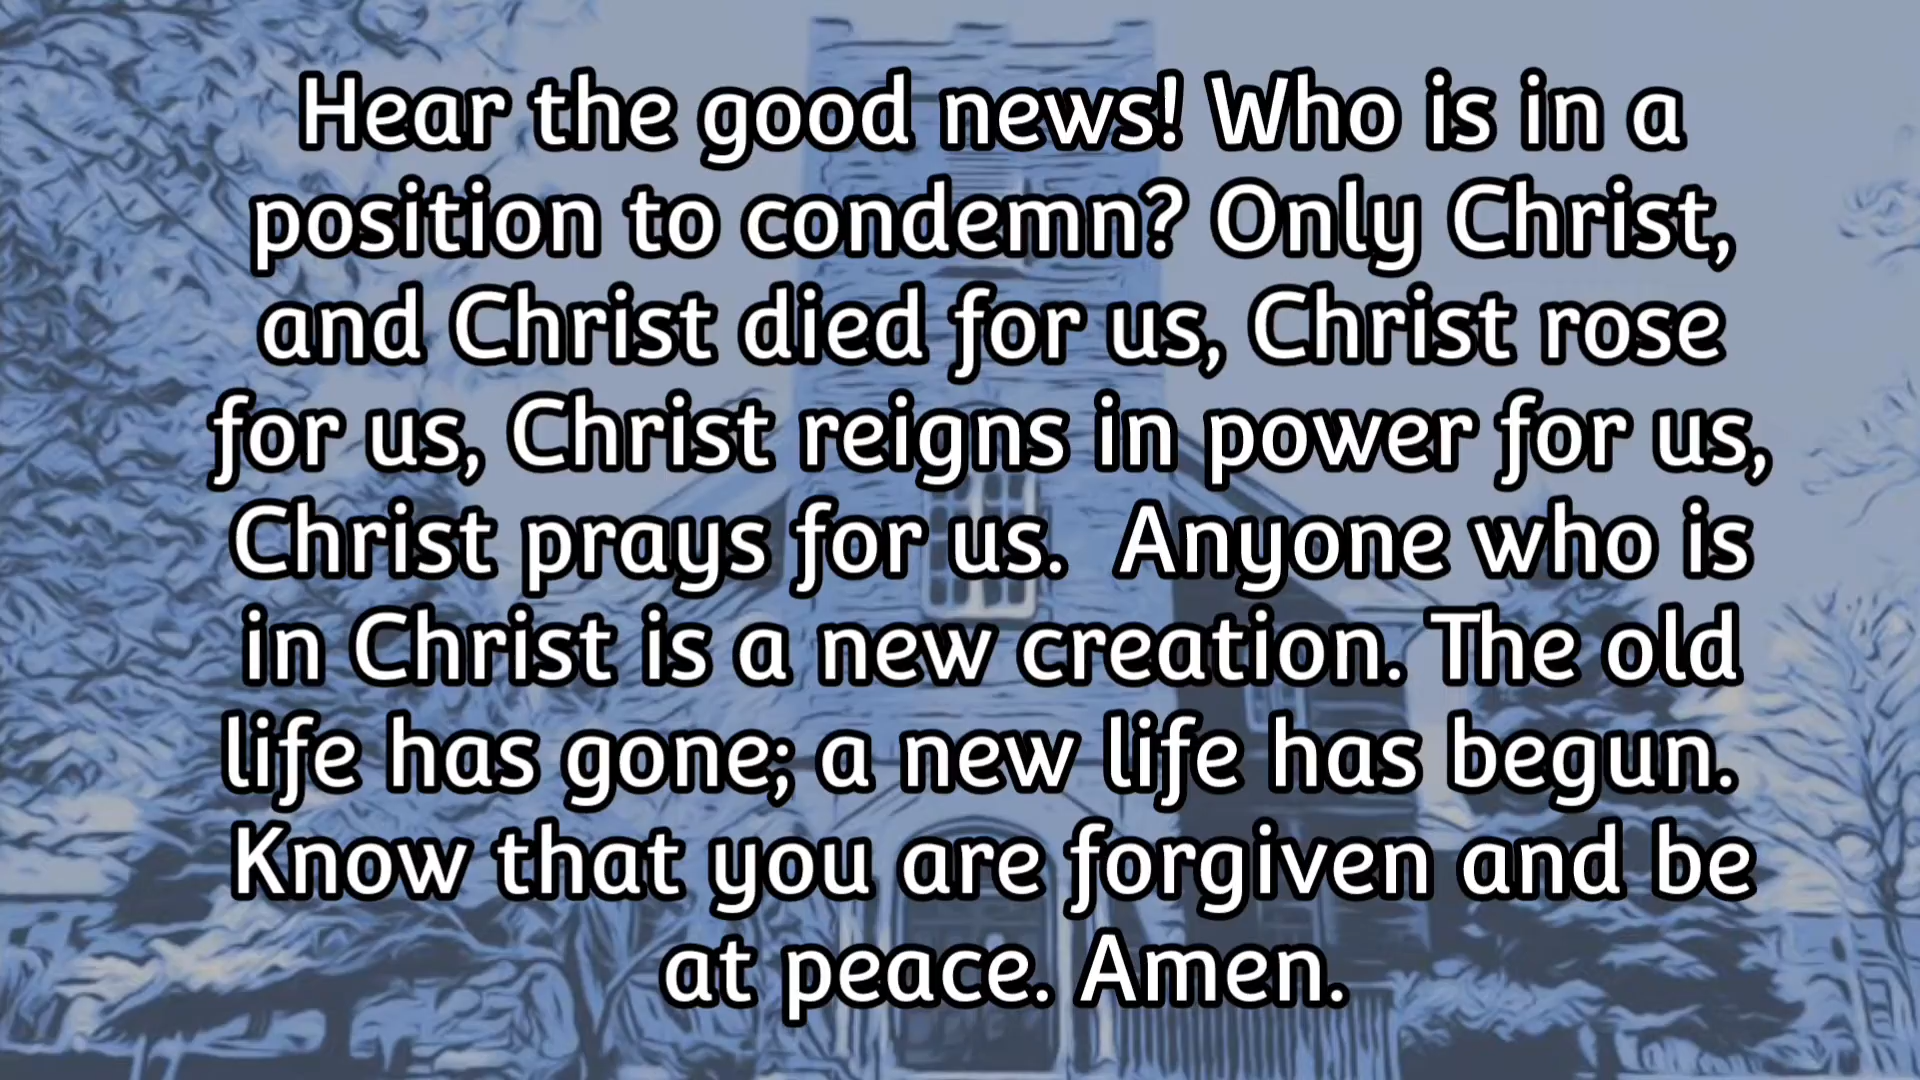 Hear the good news! Who is in a
position to condemn? Only Christ,
and Christ died for us, Christ rose
for us, Christ reigns in power for us,
Christ prays for us.  Anyone who is
in Christ is a new creation. The old
life has gone; a new life has begun.
Know that you are forgiven and be
at peace. Amen.